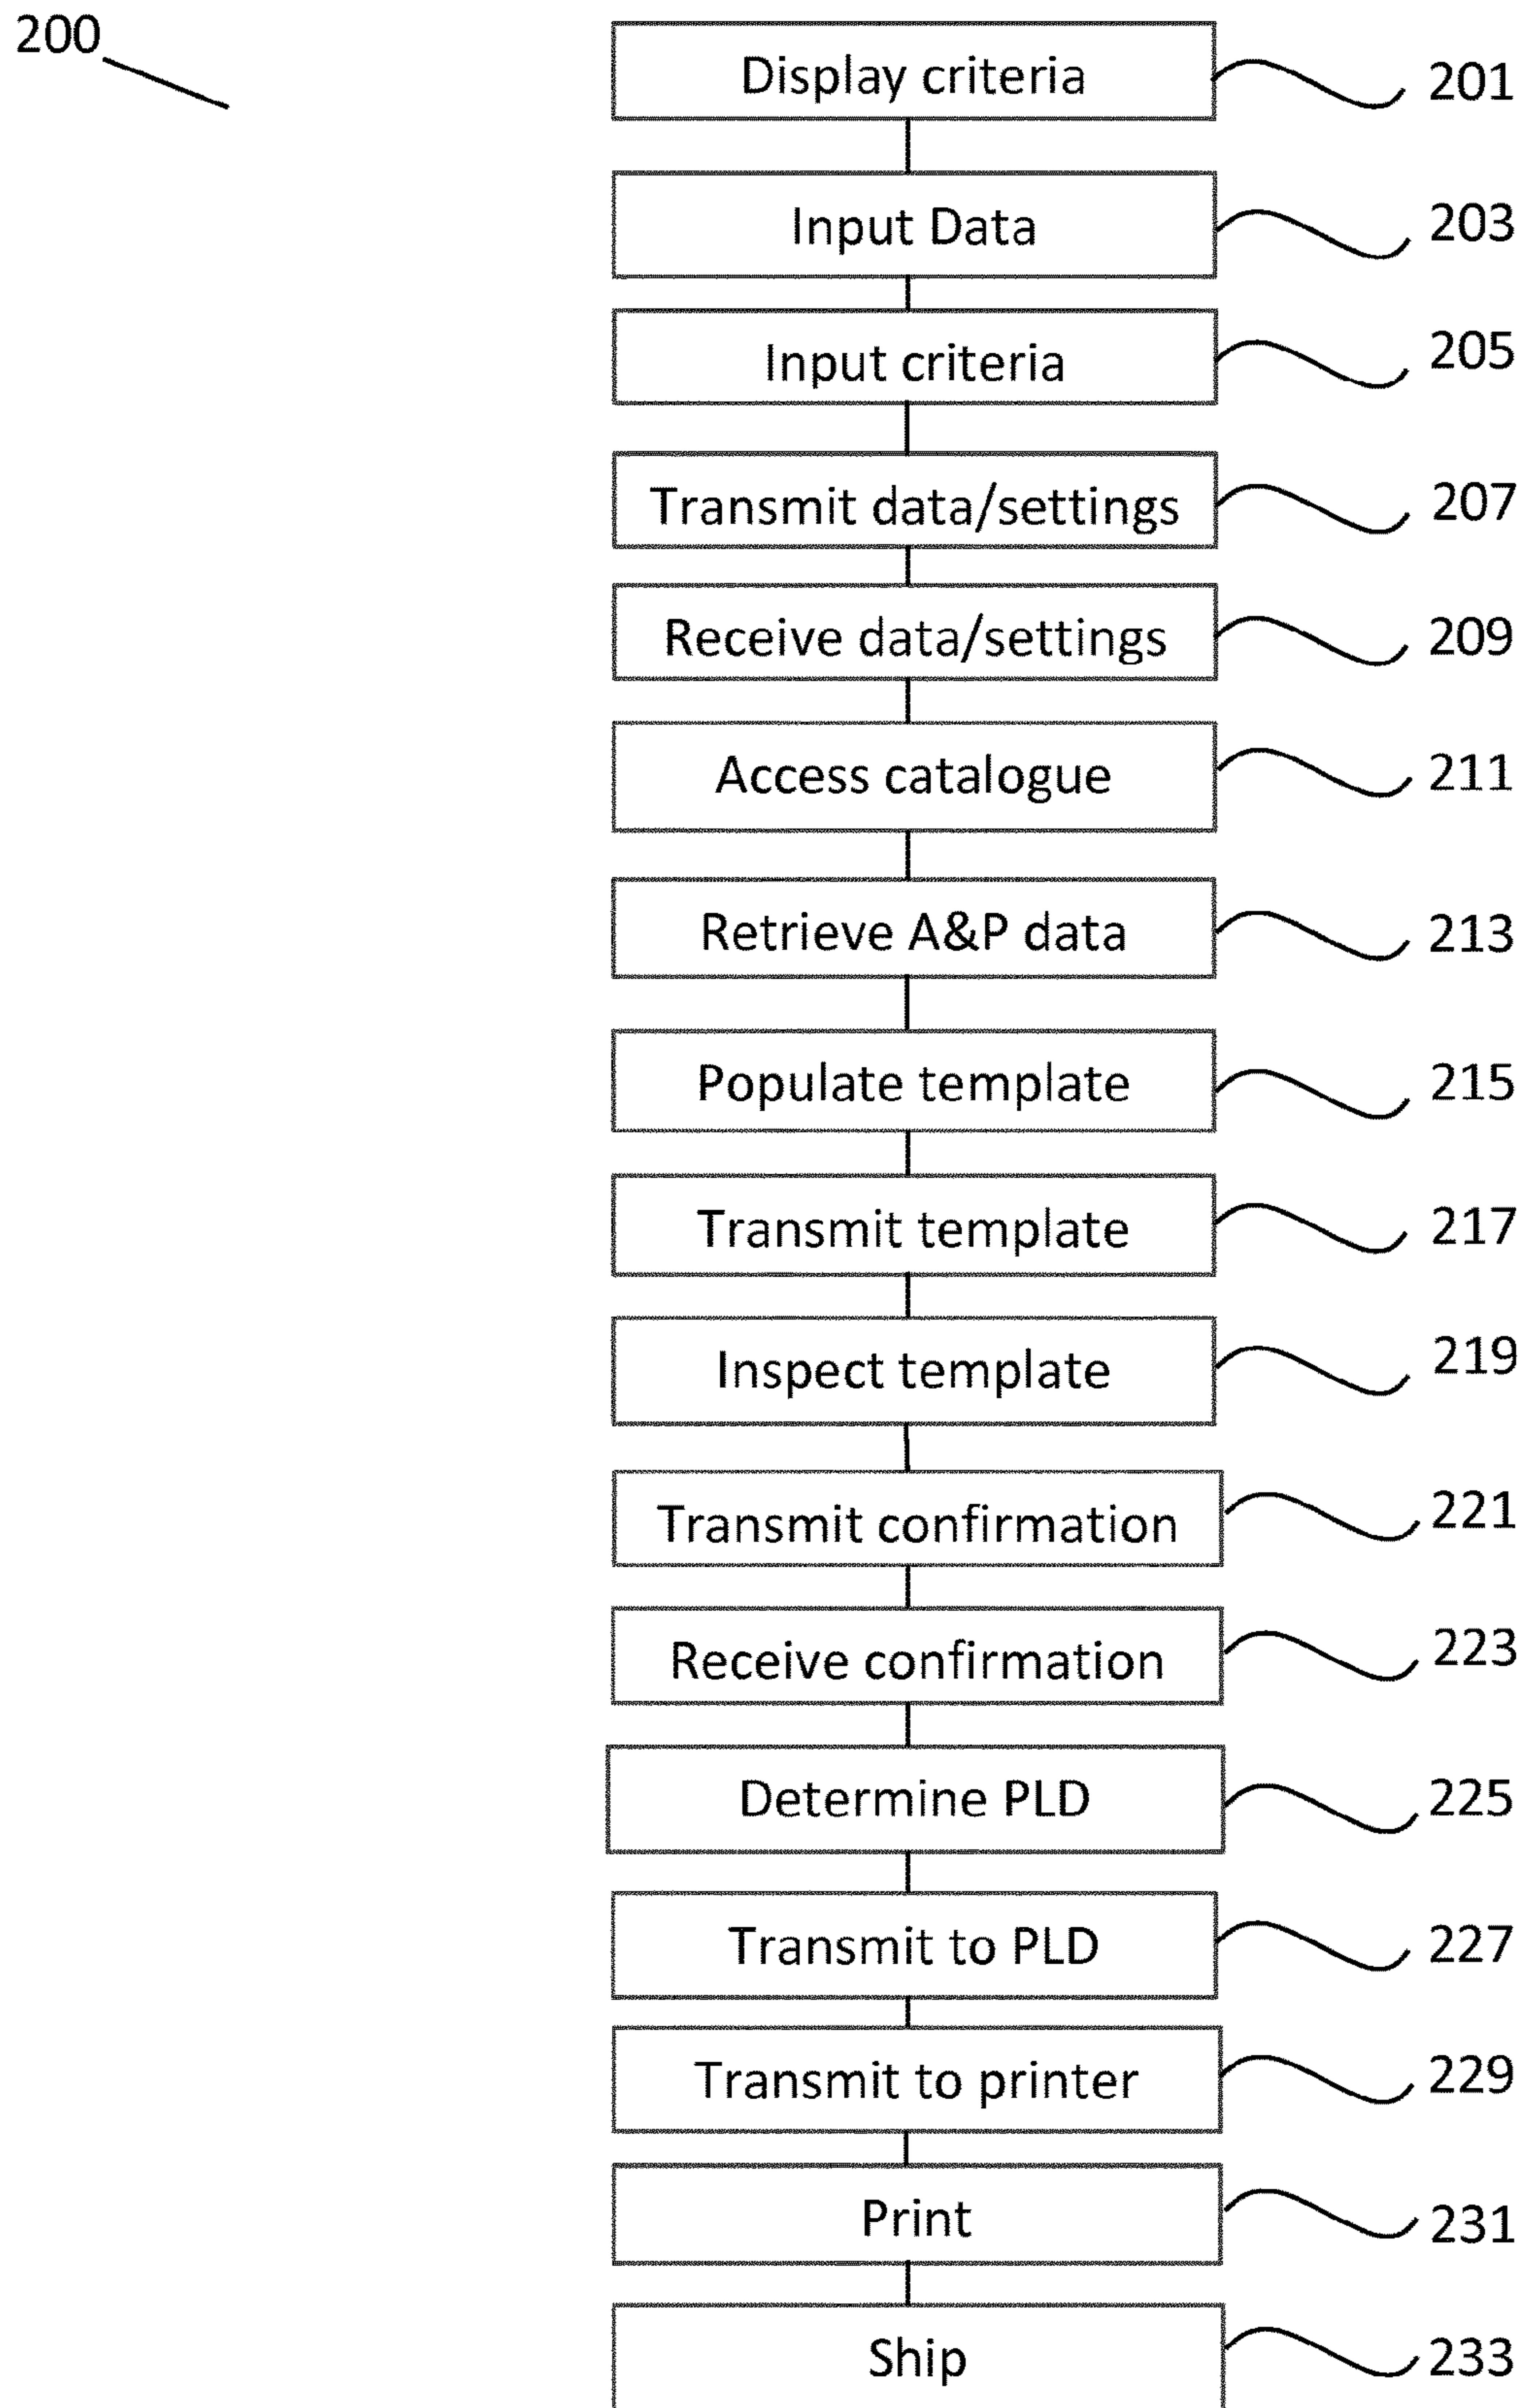 200
Display criteria 201
Input Data 203
Input criteria 205
Transmit data/settings 207
Receive data/settings 209
Access catalogue 211
Retrieve A&P data 213
Populate template 215
Transmit template 217
Inspect template 219
Transmit confirmation 221
Receive confirmation 223
Determine PLD 225
Transmit to PLD 227
Transmit to printer 229
Print 231
Ship 233